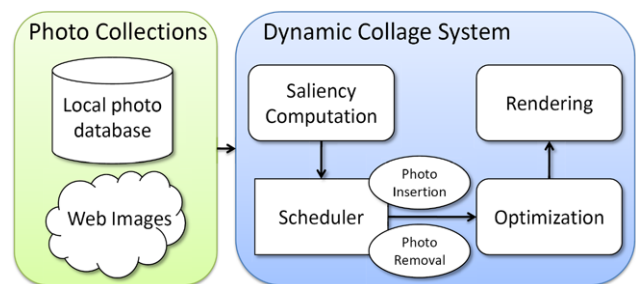 Photo Collections
Local photo
database
Web Images
Dynamic Collage System
Saliency
Computation
Rendering
Scheduler
Photo
Insertion
Photo
Removal
Optimization